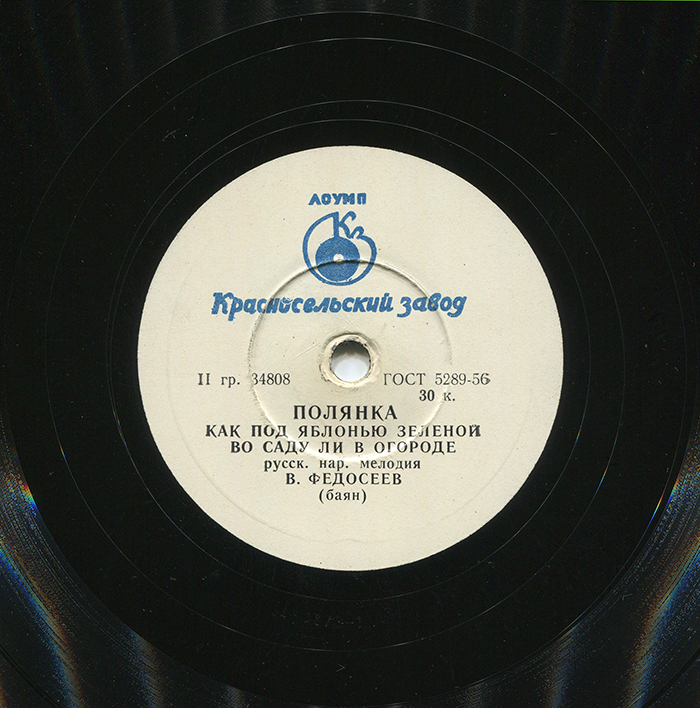 ЛОУМП
Кз
Красносельский завод
II гр. 34808 ГОСТ 5289-56
30 к.
ПОЛЯНКА
КАК ПОД ЯБЛОНЬЮ ЗЕЛЕНОЙ
ВО САДУ ЛИ В ОГОРОДЕ
русск. нар. мелодия
В. ФЕДОСЕЕВ
(баян)